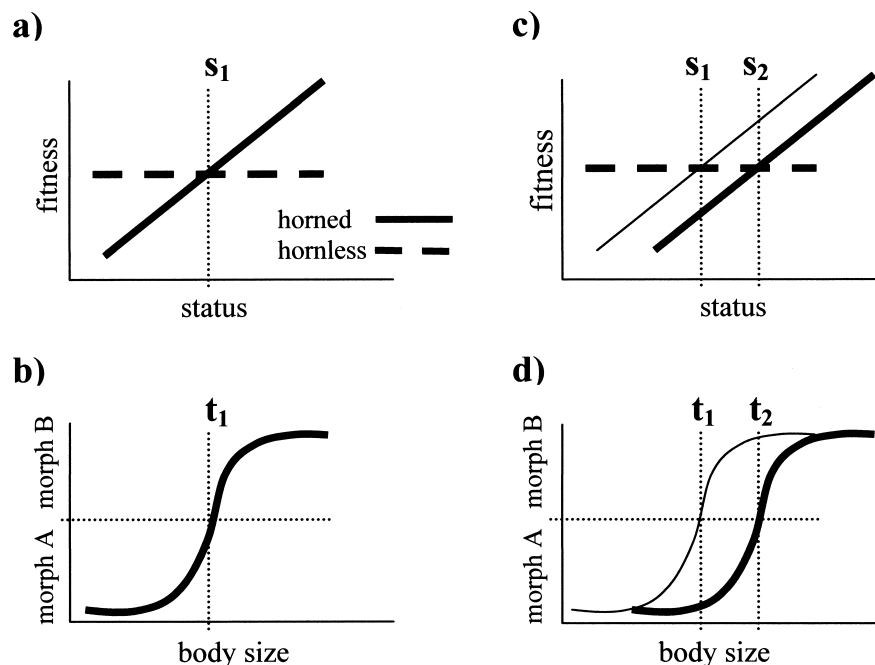 a)
s1
fitness
horned
hornless
status
c)
s1 s2
fitness
status
b)
t1
morph B
morph A
body size
d)
t1 t2
morph B
morph A
body size